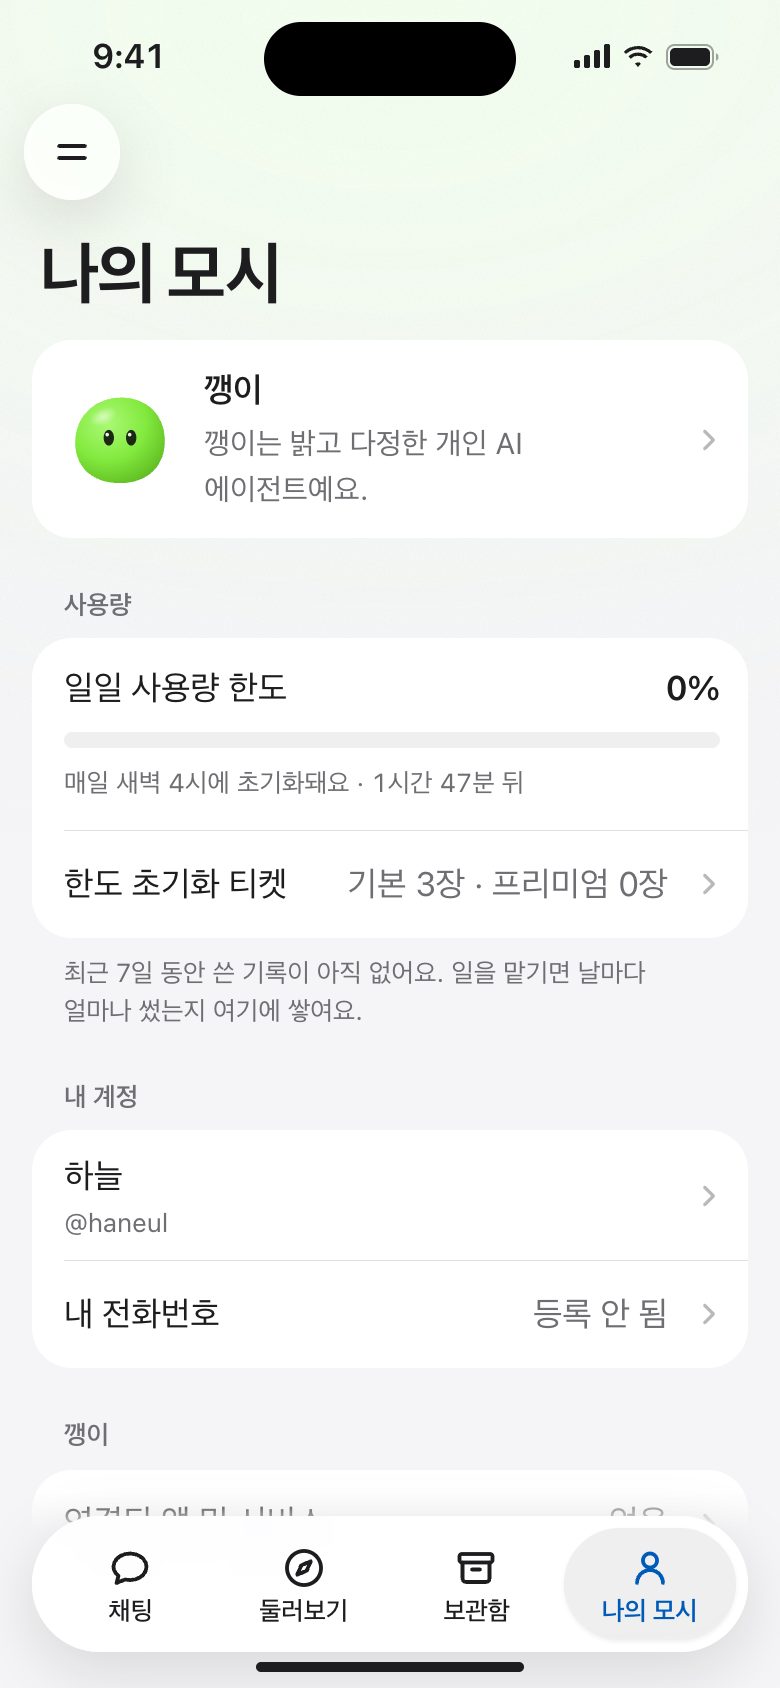 9:41
나의 모시
깽이
깽이는 밝고 다정한 개인 AI
에이전트예요.
사용량
일일 사용량 한도 0%
매일 새벽 4시에 초기화돼요 · 1시간 47분 뒤
한도 초기화 티켓 기본 3장 · 프리미엄 0장
최근 7일 동안 쓴 기록이 아직 없어요. 일을 맡기면 날마다
얼마나 썼는지 여기에 쌓여요.
내 계정
하늘
@haneul
내 전화번호 등록 안 됨
깽이
채팅 둘러보기 보관함 나의 모시